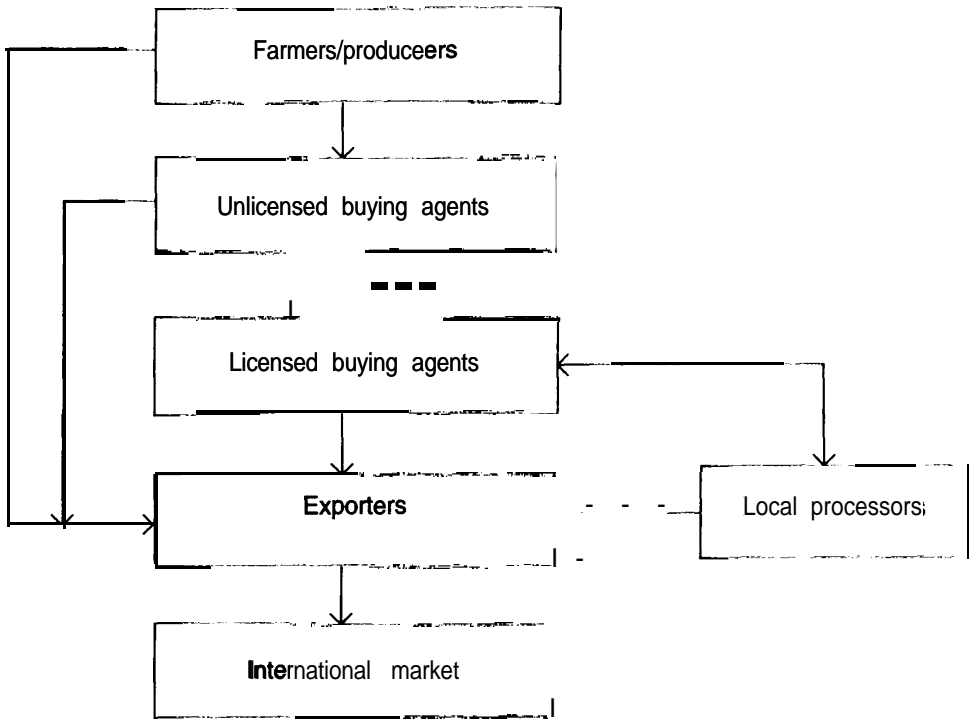 Farmers/produceers
Unlicensed buying agents
Licensed buying agents
Exporters
Local processors
International market